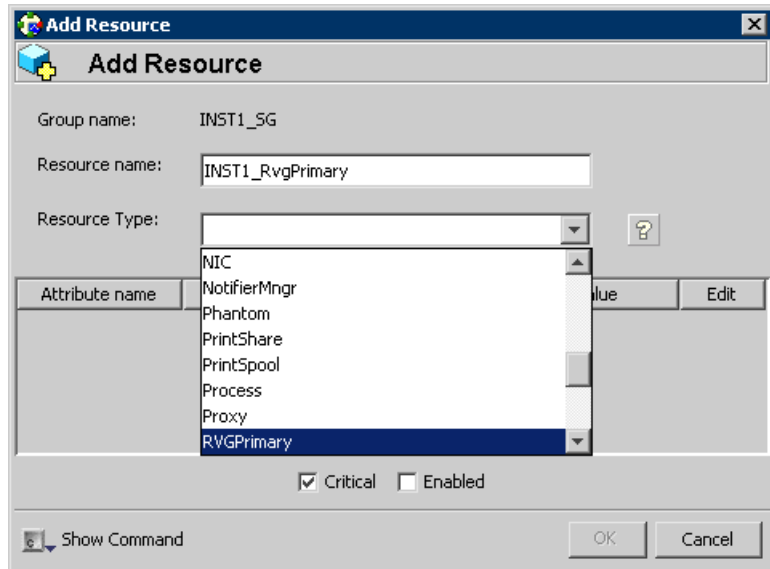 Add Resource
Add Resource
Group name: INST1_SG
Resource name: INST1_RvgPrimary
Resource Type:
?
NIC
NotifierMngr
Phantom
PrintShare
PrintSpool
Process
Proxy
RVGPrimary
Attribute name
Edit
Critical Enabled
c Show Command
OK Cancel